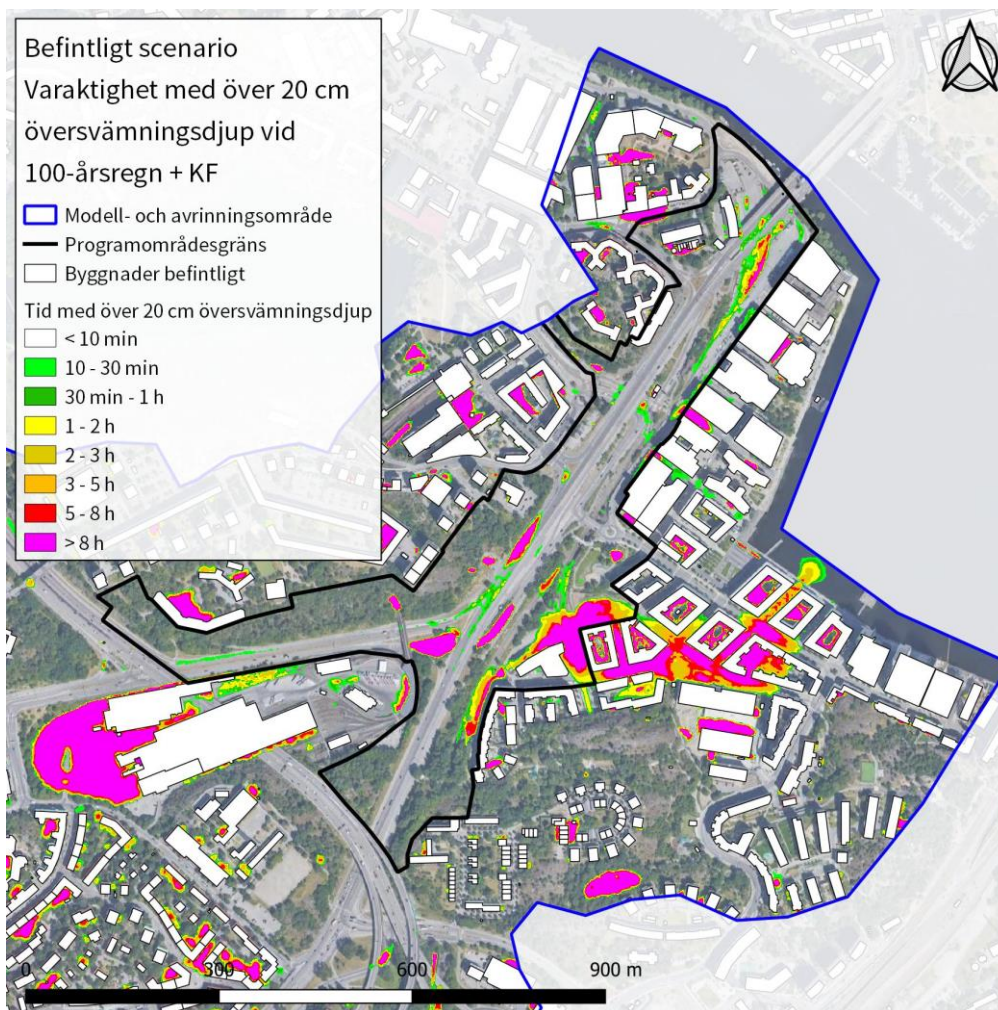 Befintligt scenario
Varaktighet med över 20 cm
översvämningsdjup vid
100-årsregn + KF
Modell- och avrinningsområde
Programområdesgräns
Byggnader befintligt
Tid med över 20 cm översvämningsdjup
< 10 min
10 - 30 min
30 min - 1 h
1 - 2 h
2 - 3 h
3 - 5 h
5 - 8 h
> 8 h
0 300 600 900 m